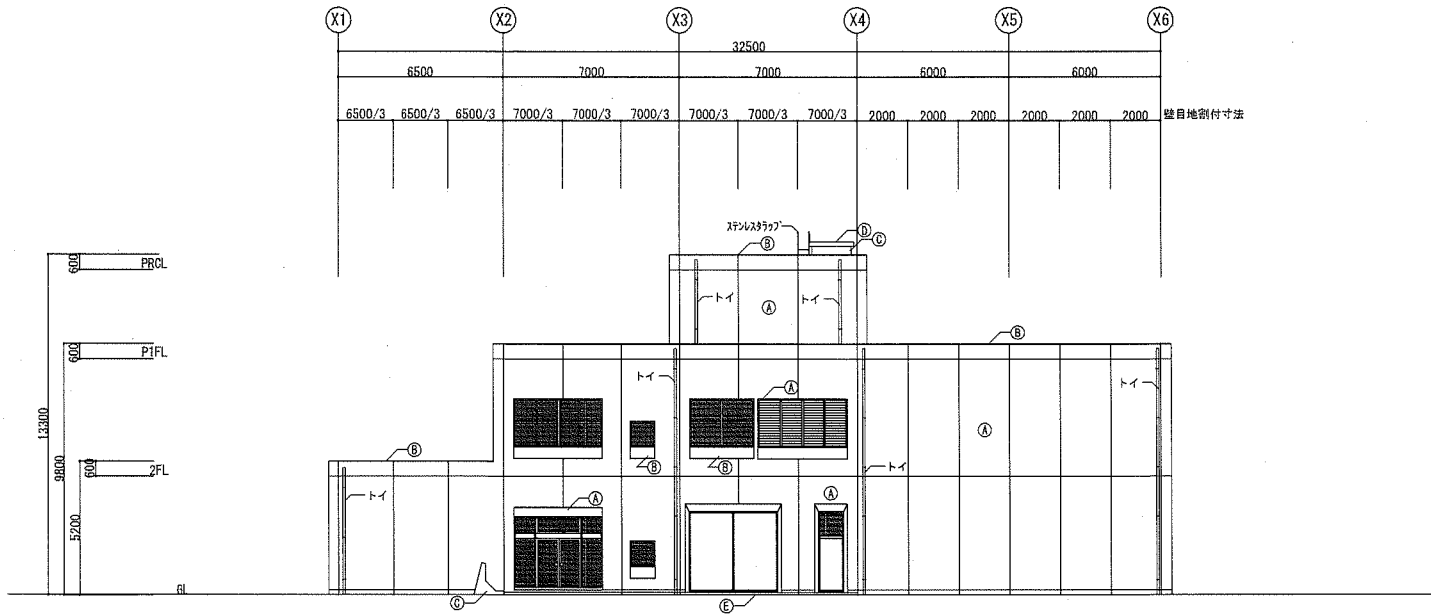 X1 X2 X3 X4 X5 X6
32500
6500 7000 7000 6000 6000
6500/3 6500/3 6500/3 7000/3 7000/3 7000/3 7000/3 7000/3 7000/3 2000 2000 2000 2000 2000 2000 壁目地割付寸法
ステンレスタラップ
D
B C
600 PRCL
トイ トイ
A
B
600 P1FL
トイ トイ
A
13300
A
B
9800
600 2FL
B B
トイ
トイ
A A
5200
GL
C E